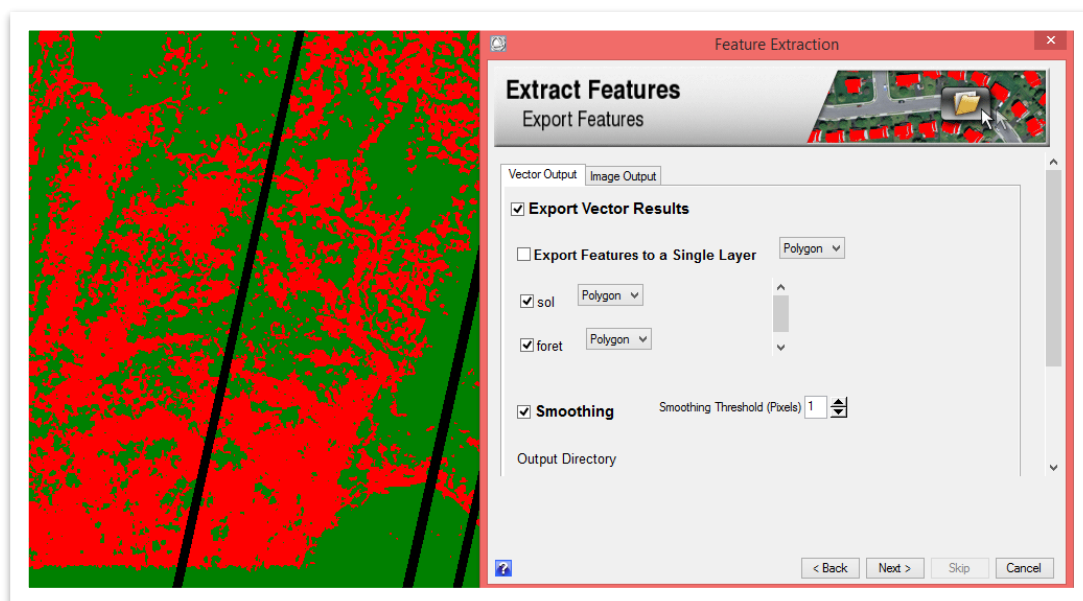 Feature Extraction
Extract Features
Export Features
Vector Output Image Output
Export Vector Results
Export Features to a Single Layer Polygon
sol Polygon
foret Polygon
Smoothing Smoothing Threshold (Pixels) 1
Output Directory
< Back Next > Skip Cancel